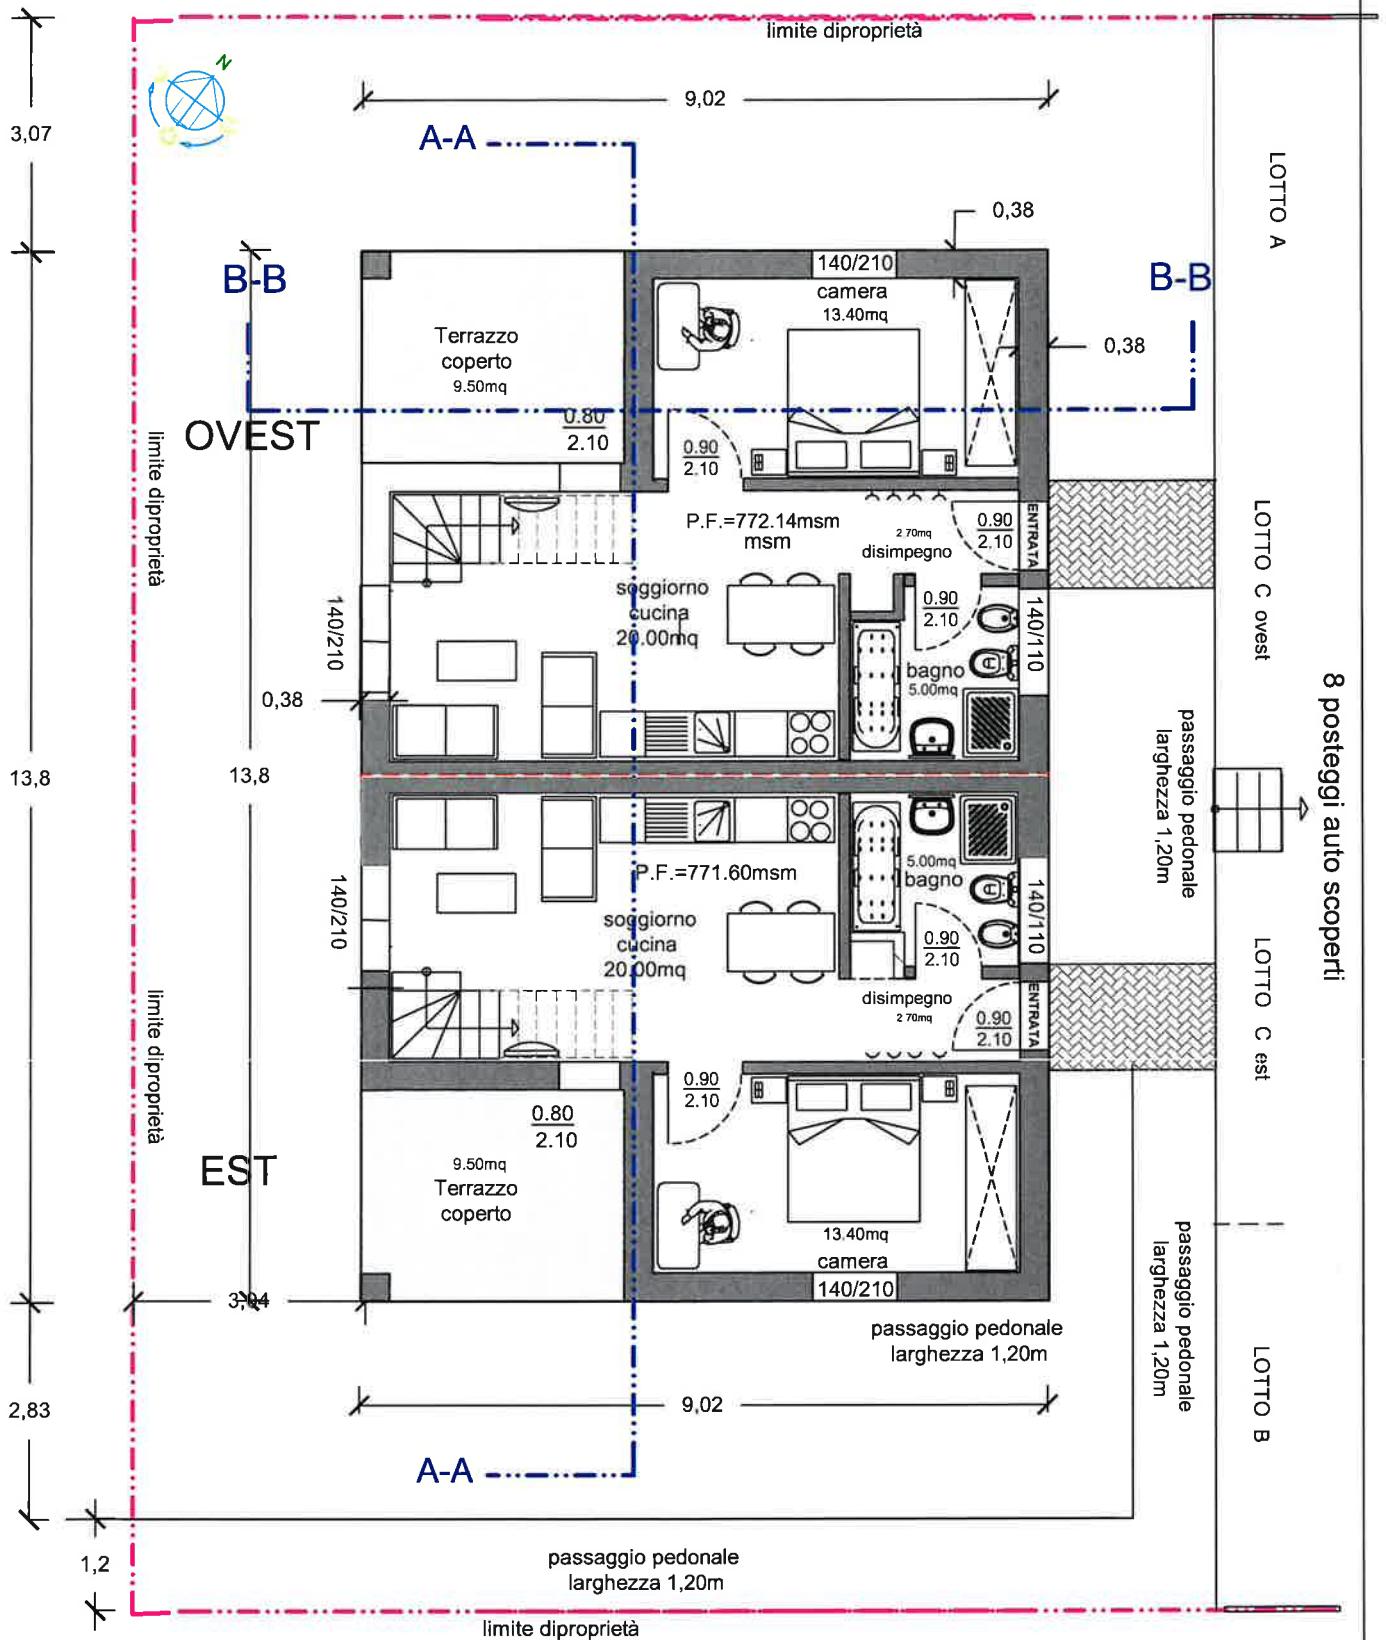 limite diproprietà
N
9,02
3,07
A-A
LOTTO A
0,38
B-B
B-B
140/210
camera
13.40mq
Terrazzo
coperto
9.50mq
0,38
0.80
2.10
OVEST
limite diproprietà
0.90
2.10
P.F.=772.14msm
msm
2 70mq
disimpegno
0.90
2.10
ENTRATA
LOTTO C ovest
soggiorno
cucina
20.00mq
140/210
0.90
2.10
140/110
bagno
5.00mq
0,38
passaggio pedonale
larghezza 1,20m
8 posteggi auto scoperti
13,8
13,8
P.F.=771.60msm
5.00mq
bagno
140/210
140/110
soggiorno
cucina
20.00mq
0.90
2.10
LOTTO C est
disimpegno
2 70mq
0.90
2.10
ENTRATA
limite diproprietà
0.90
2.10
0.80
2.10
EST
9.50mq
Terrazzo
coperto
13.40mq
camera
140/210
3,04
passaggio pedonale
larghezza 1,20m
passaggio pedonale
larghezza 1,20m
LOTTO B
9,02
2,83
A-A
1,2
passaggio pedonale
larghezza 1,20m
limite diproprietà